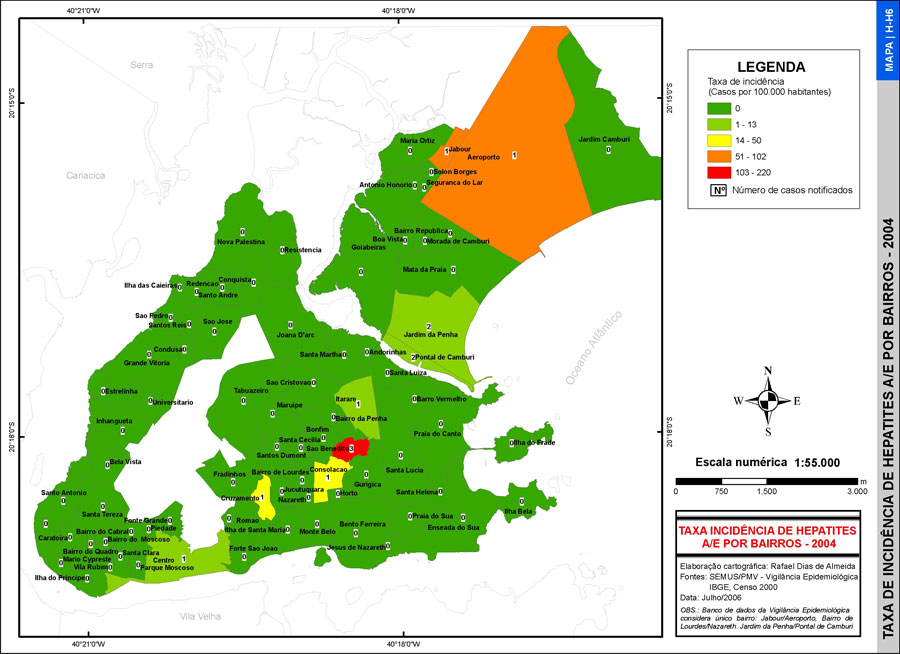 40°21'0"W
40°18'0"W
MAPA | H-H6
Serra
LEGENDA
Taxa de incidência
(Casos por 100.000 habitantes)
0
1 - 13
14 - 50
51 - 102
103 - 220
Nº Número de casos notificados
20°15'0"S
20°15'0"S
Cariacica
Maria Ortiz
0
1 Jabour
Aeroporto
1
Jardim Camburi
0
0 Solon Borges
Antonio Honorio 0
0 Segurança do Lar
Nova Palestina
0
0 Resistencia
Bairro Republica 0
Boa Vista 0
0 Morada de Camburi
Goiabeiras
0
Mata da Praia 0
Ilha das Caieiras 0
Redencao 0
Conquista 0
0 Santo Andre
Sao Pedro 0
Santos Reis 0
Sao Jose
0
Joana D'arc
0
2
Jardim da Penha
Oceano Atlântico
Condusa 0
Grande Vitoria
0
Santa Martha 0
0 Andorinhas
2 Pontal de Camburi
0 Santa Luiza
0 Estrelinha
0 Universitario
Tabuazeiro
0
Sao Cristovao 0
Itarare
1
0 Barro Vermelho
Maruipe
0
0
Bairro da Penha
Inhangueta
0
Bonfim
0
Praia do Canto
0
0 Ilha do Frade
20°18'0"S
20°18'0"S
Santa Cecilia
0
Sao Benedito 3
0
Santos Dumont
0 Bela Vista
Santa Lucia
0
Fradinhos
0
Bairro de Lourdes
0
Consolacao
1
Gurigica
0
Santo Antonio
0
Cruzamento 1
0 Jucutuquara
Nazareth 0
0 Horto
Santa Helena 0
Ilha Bela
0
Santa Tereza
0
Fonte Grande 0
Piedade
0
Romao
0
Ilha de Santa Maria 0
Monte Belo
0
Bento Ferreira
0
0 Praia do Sua
Enseada do Sua
0
Caratoira 0
0
Bairro do Cabral 0
Bairro do Moscoso
0
0
Bairro do Quadro
Santa Clara
0
Mario Cypreste
0
Vila Rubim 0
0
Parque Moscoso
Centro
1
Forte Sao Joao
0
Jesus de Nazareth 0
Ilha do Principe 0
Vila Velha
N
W
E
S
Escala numérica 1:55.000
m
0
750
1.500
3.000
TAXA INCIDÊNCIA DE HEPATITES
A/E POR BAIRROS - 2004
Elaboração cartográfica: Rafael Dias de Almeida
Fontes: SEMUS/PMV - Vigilância Epidemiológica
IBGE, Censo 2000
Data: Julho/2006
OBS.: Banco de dados da Vigilância Epidemiológica
considera único bairro: Jabour/Aeroporto, Bairro de
Lourdes/Nazareth. Jardim da Penha/Pontal de Camburi
TAXA DE INCIDÊNCIA DE HEPATITES A/E POR BAIRROS - 2004
40°21'0"W
40°18'0"W